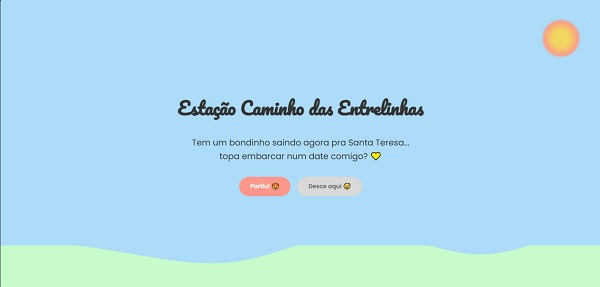 Estação Caminho das Entrelinhas
Tem um bondinho saindo agora pra Santa Teresa...
topa embarcar num date comigo? 💛
Partiu! 😍
Desce aqui 😅